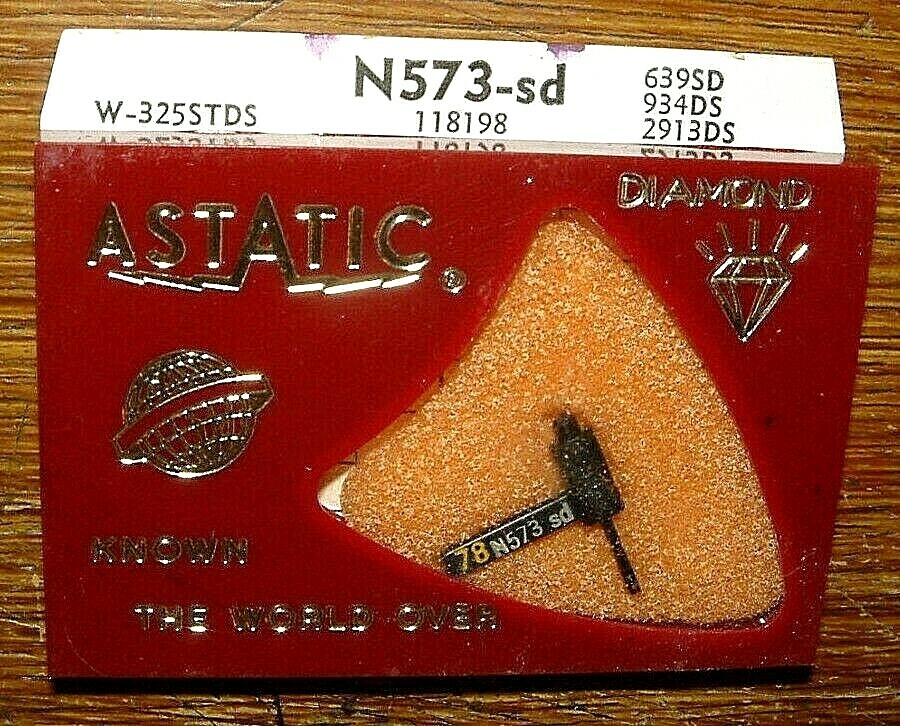 N573-sd
639SD
W-325STDS
118198
934DS
2913DS
DIAMOND
ASTATIC®
78 N573 sd
KNOWN
THE WORLD OVER